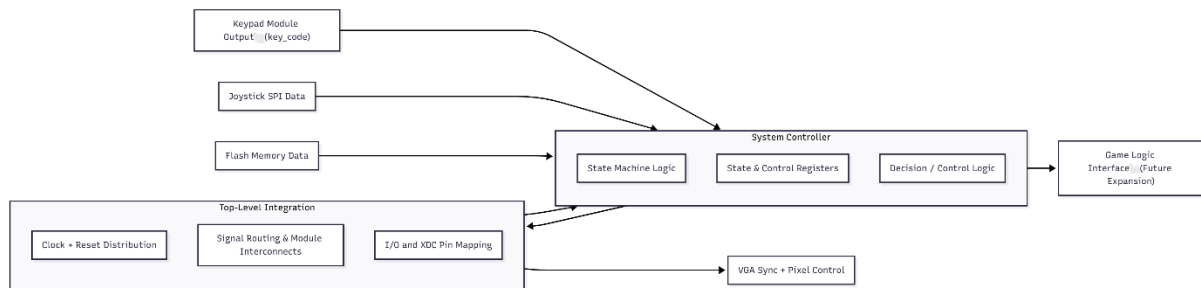 Keypad Module
Output (key_code)
Joystick SPI Data
Flash Memory Data
System Controller
State Machine Logic
State & Control Registers
Decision / Control Logic
Game Logic
Interface (Future
Expansion)
Top-Level Integration
Clock + Reset Distribution
Signal Routing & Module
Interconnects
I/O and XDC Pin Mapping
VGA Sync + Pixel Control